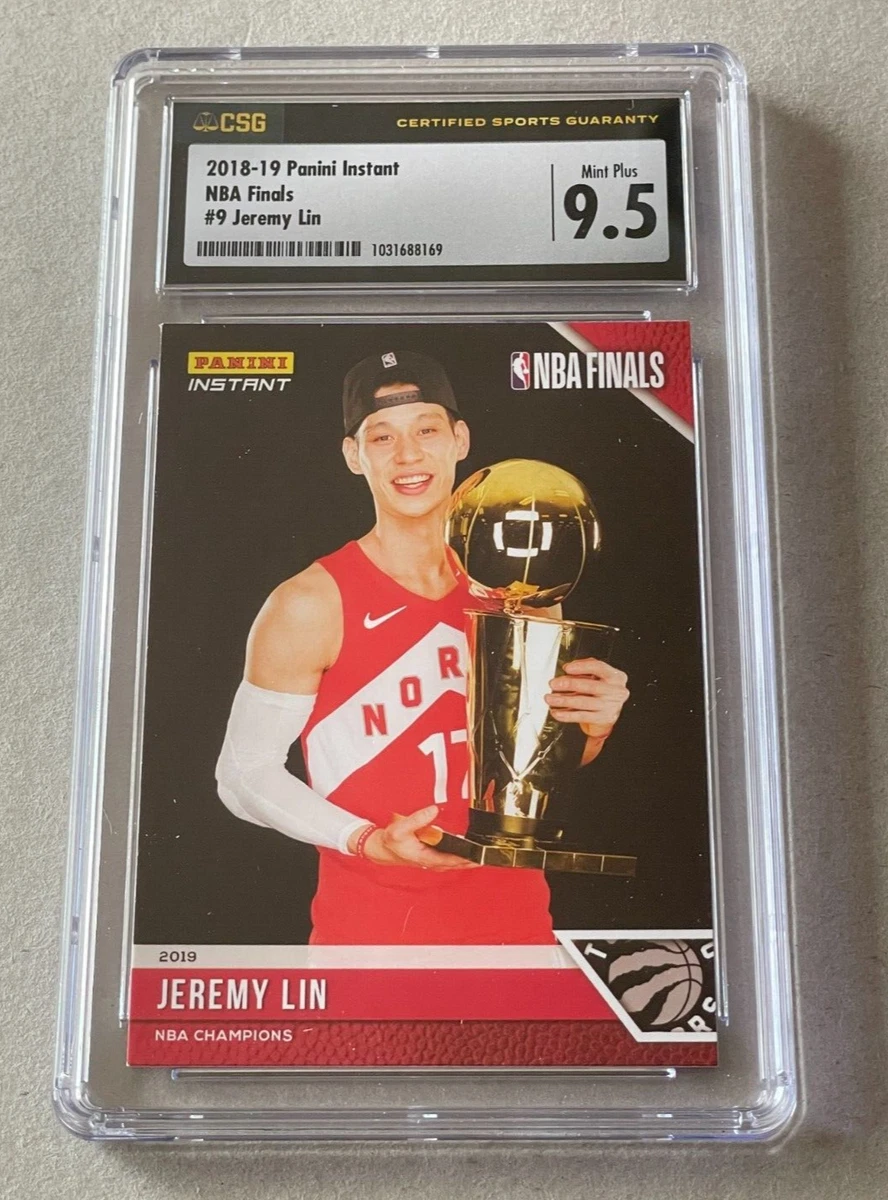 CSG
CERTIFIED SPORTS GUARANTY
2018-19 Panini Instant
NBA Finals
#9 Jeremy Lin
1031688169
Mint Plus
9.5
PANINI
INSTANT
NBA FINALS
NOR
17
2019
JEREMY LIN
NBA CHAMPIONS